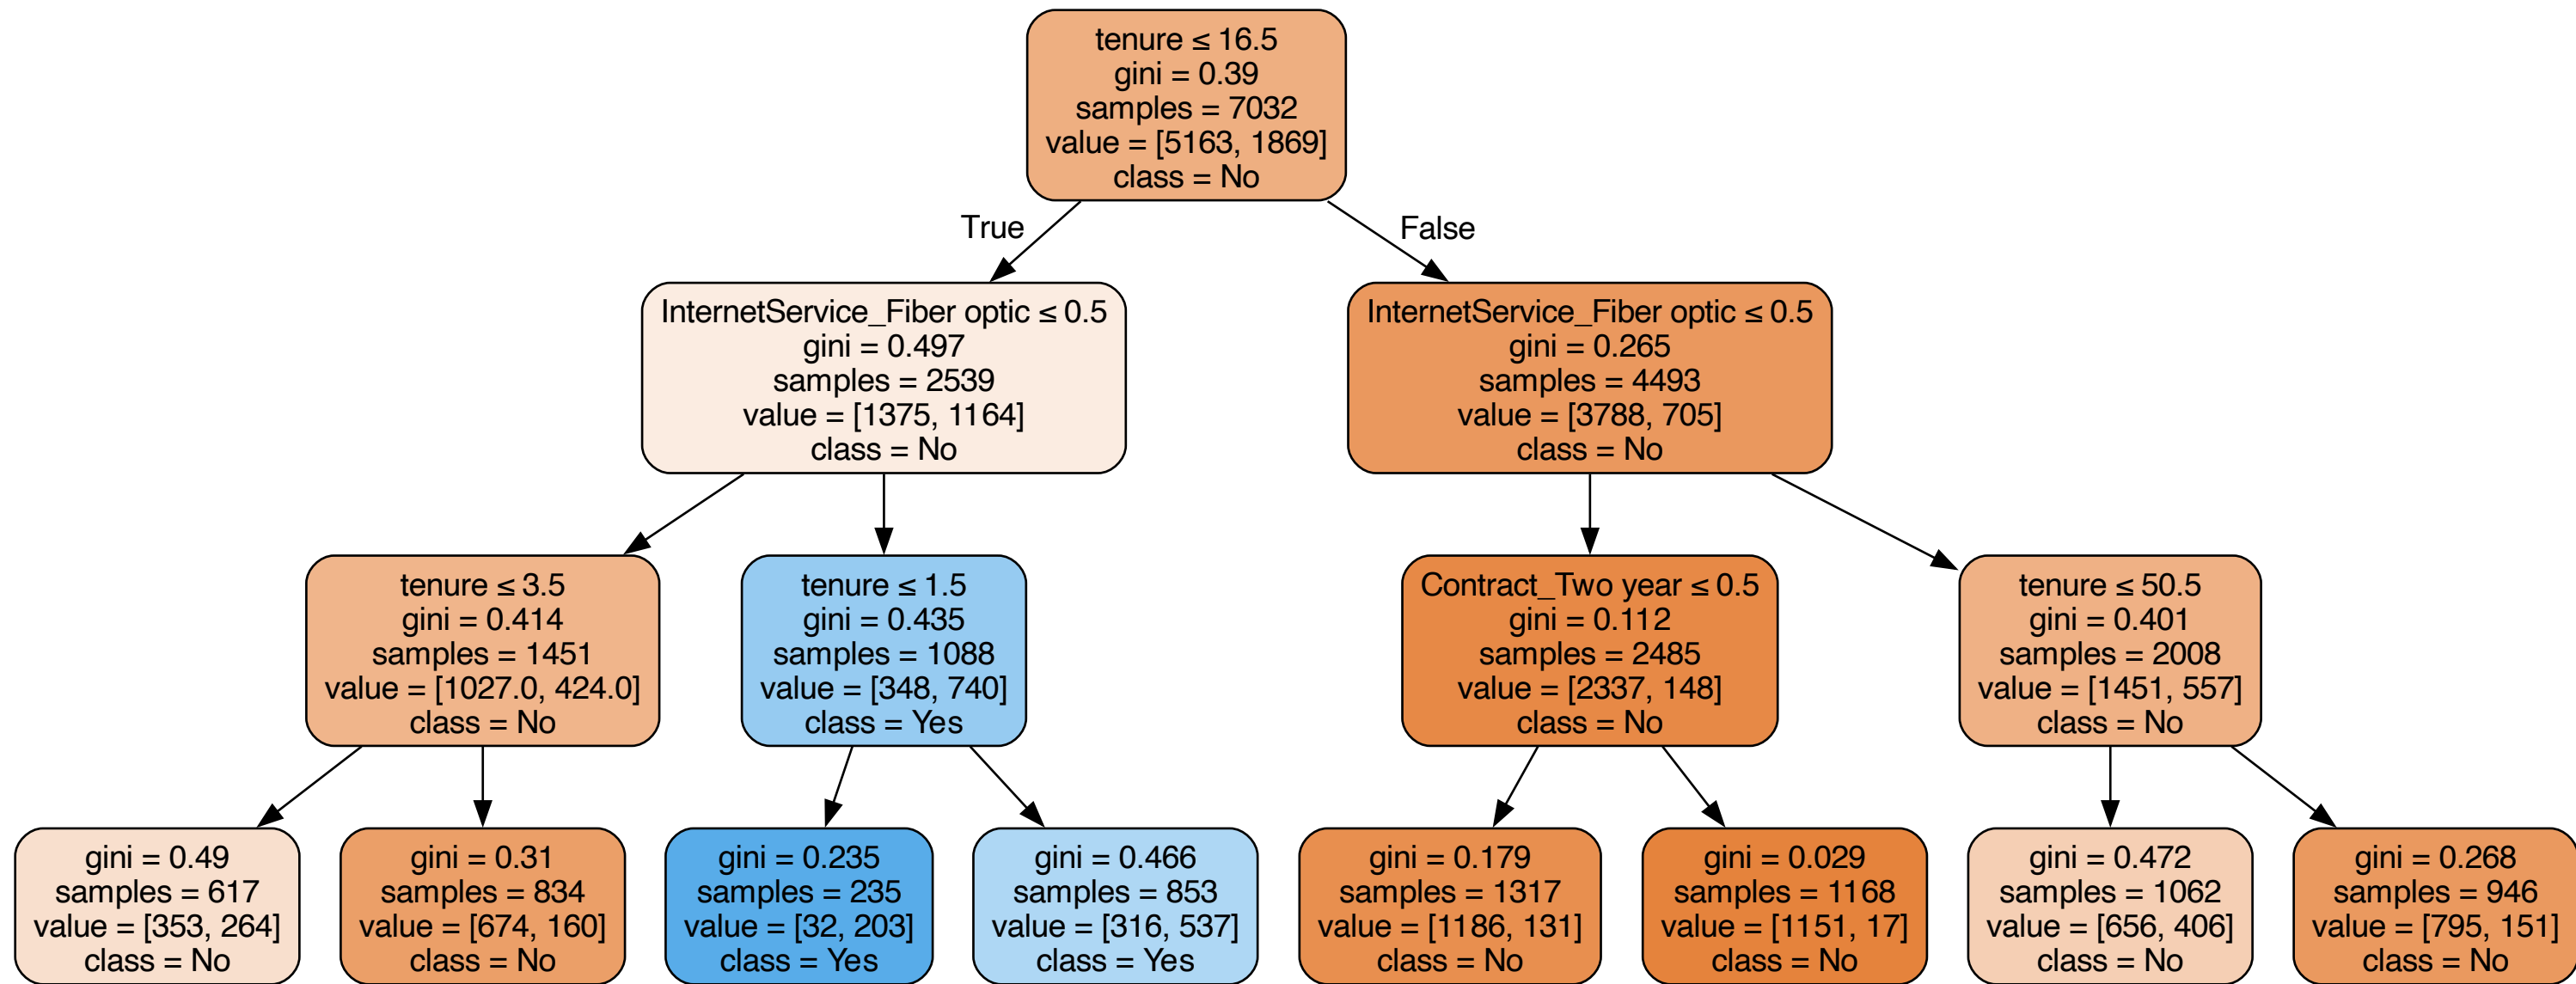 tenure ≤ 16.5
gini = 0.39
samples = 7032
value = [5163, 1869]
class = No
True
False
InternetService_Fiber optic ≤ 0.5
gini = 0.497
samples = 2539
value = [1375, 1164]
class = No
InternetService_Fiber optic ≤ 0.5
gini = 0.265
samples = 4493
value = [3788, 705]
class = No
tenure ≤ 3.5
gini = 0.414
samples = 1451
value = [1027.0, 424.0]
class = No
tenure ≤ 1.5
gini = 0.435
samples = 1088
value = [348, 740]
class = Yes
Contract_Two year ≤ 0.5
gini = 0.112
samples = 2485
value = [2337, 148]
class = No
tenure ≤ 50.5
gini = 0.401
samples = 2008
value = [1451, 557]
class = No
gini = 0.49
samples = 617
value = [353, 264]
class = No
gini = 0.31
samples = 834
value = [674, 160]
class = No
gini = 0.235
samples = 235
value = [32, 203]
class = Yes
gini = 0.466
samples = 853
value = [316, 537]
class = Yes
gini = 0.179
samples = 1317
value = [1186, 131]
class = No
gini = 0.029
samples = 1168
value = [1151, 17]
class = No
gini = 0.472
samples = 1062
value = [656, 406]
class = No
gini = 0.268
samples = 946
value = [795, 151]
class = No